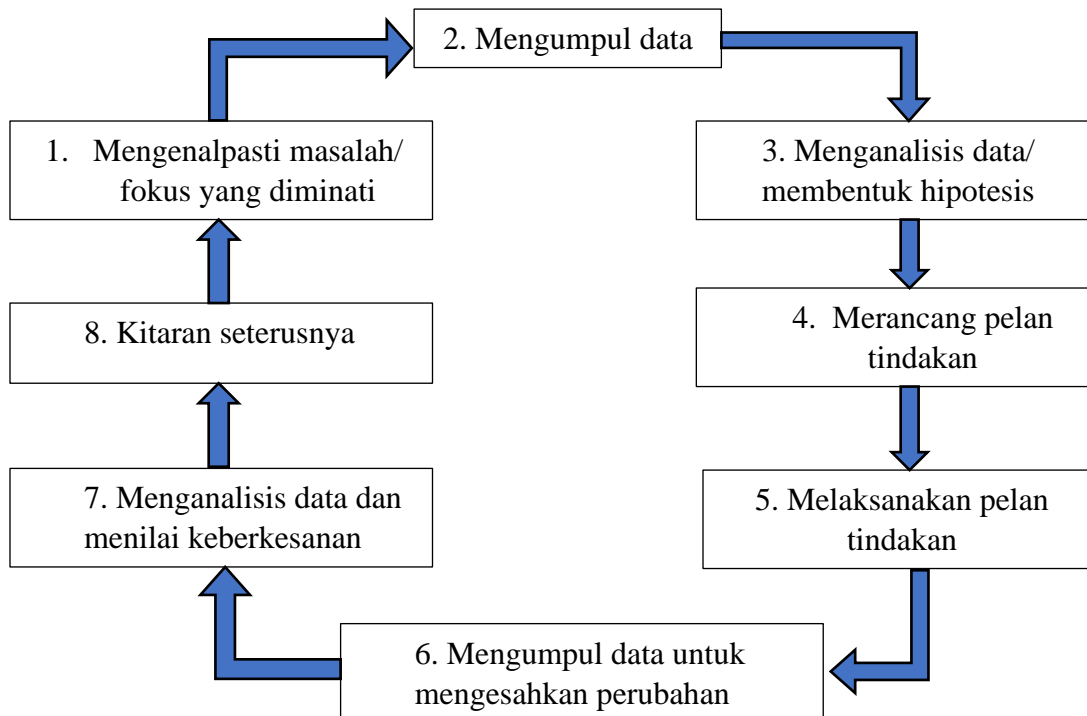 1. Mengenalpasti masalah/
fokus yang diminati
2. Mengumpul data
3. Menganalisis data/
membentuk hipotesis
4. Merancang pelan
tindakan
5. Melaksanakan pelan
tindakan
6. Mengumpul data untuk
mengesahkan perubahan
7. Menganalisis data dan
menilai keberkesanan
8. Kitaran seterusnya